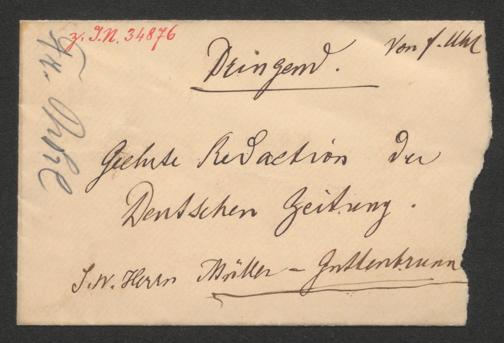 z. I.N. 34876
Von f. Uhl
Dringend.
Geehrte Redaction der
Deutschen Zeitung.
I.W. Herrn Müller - Guttenbrunn